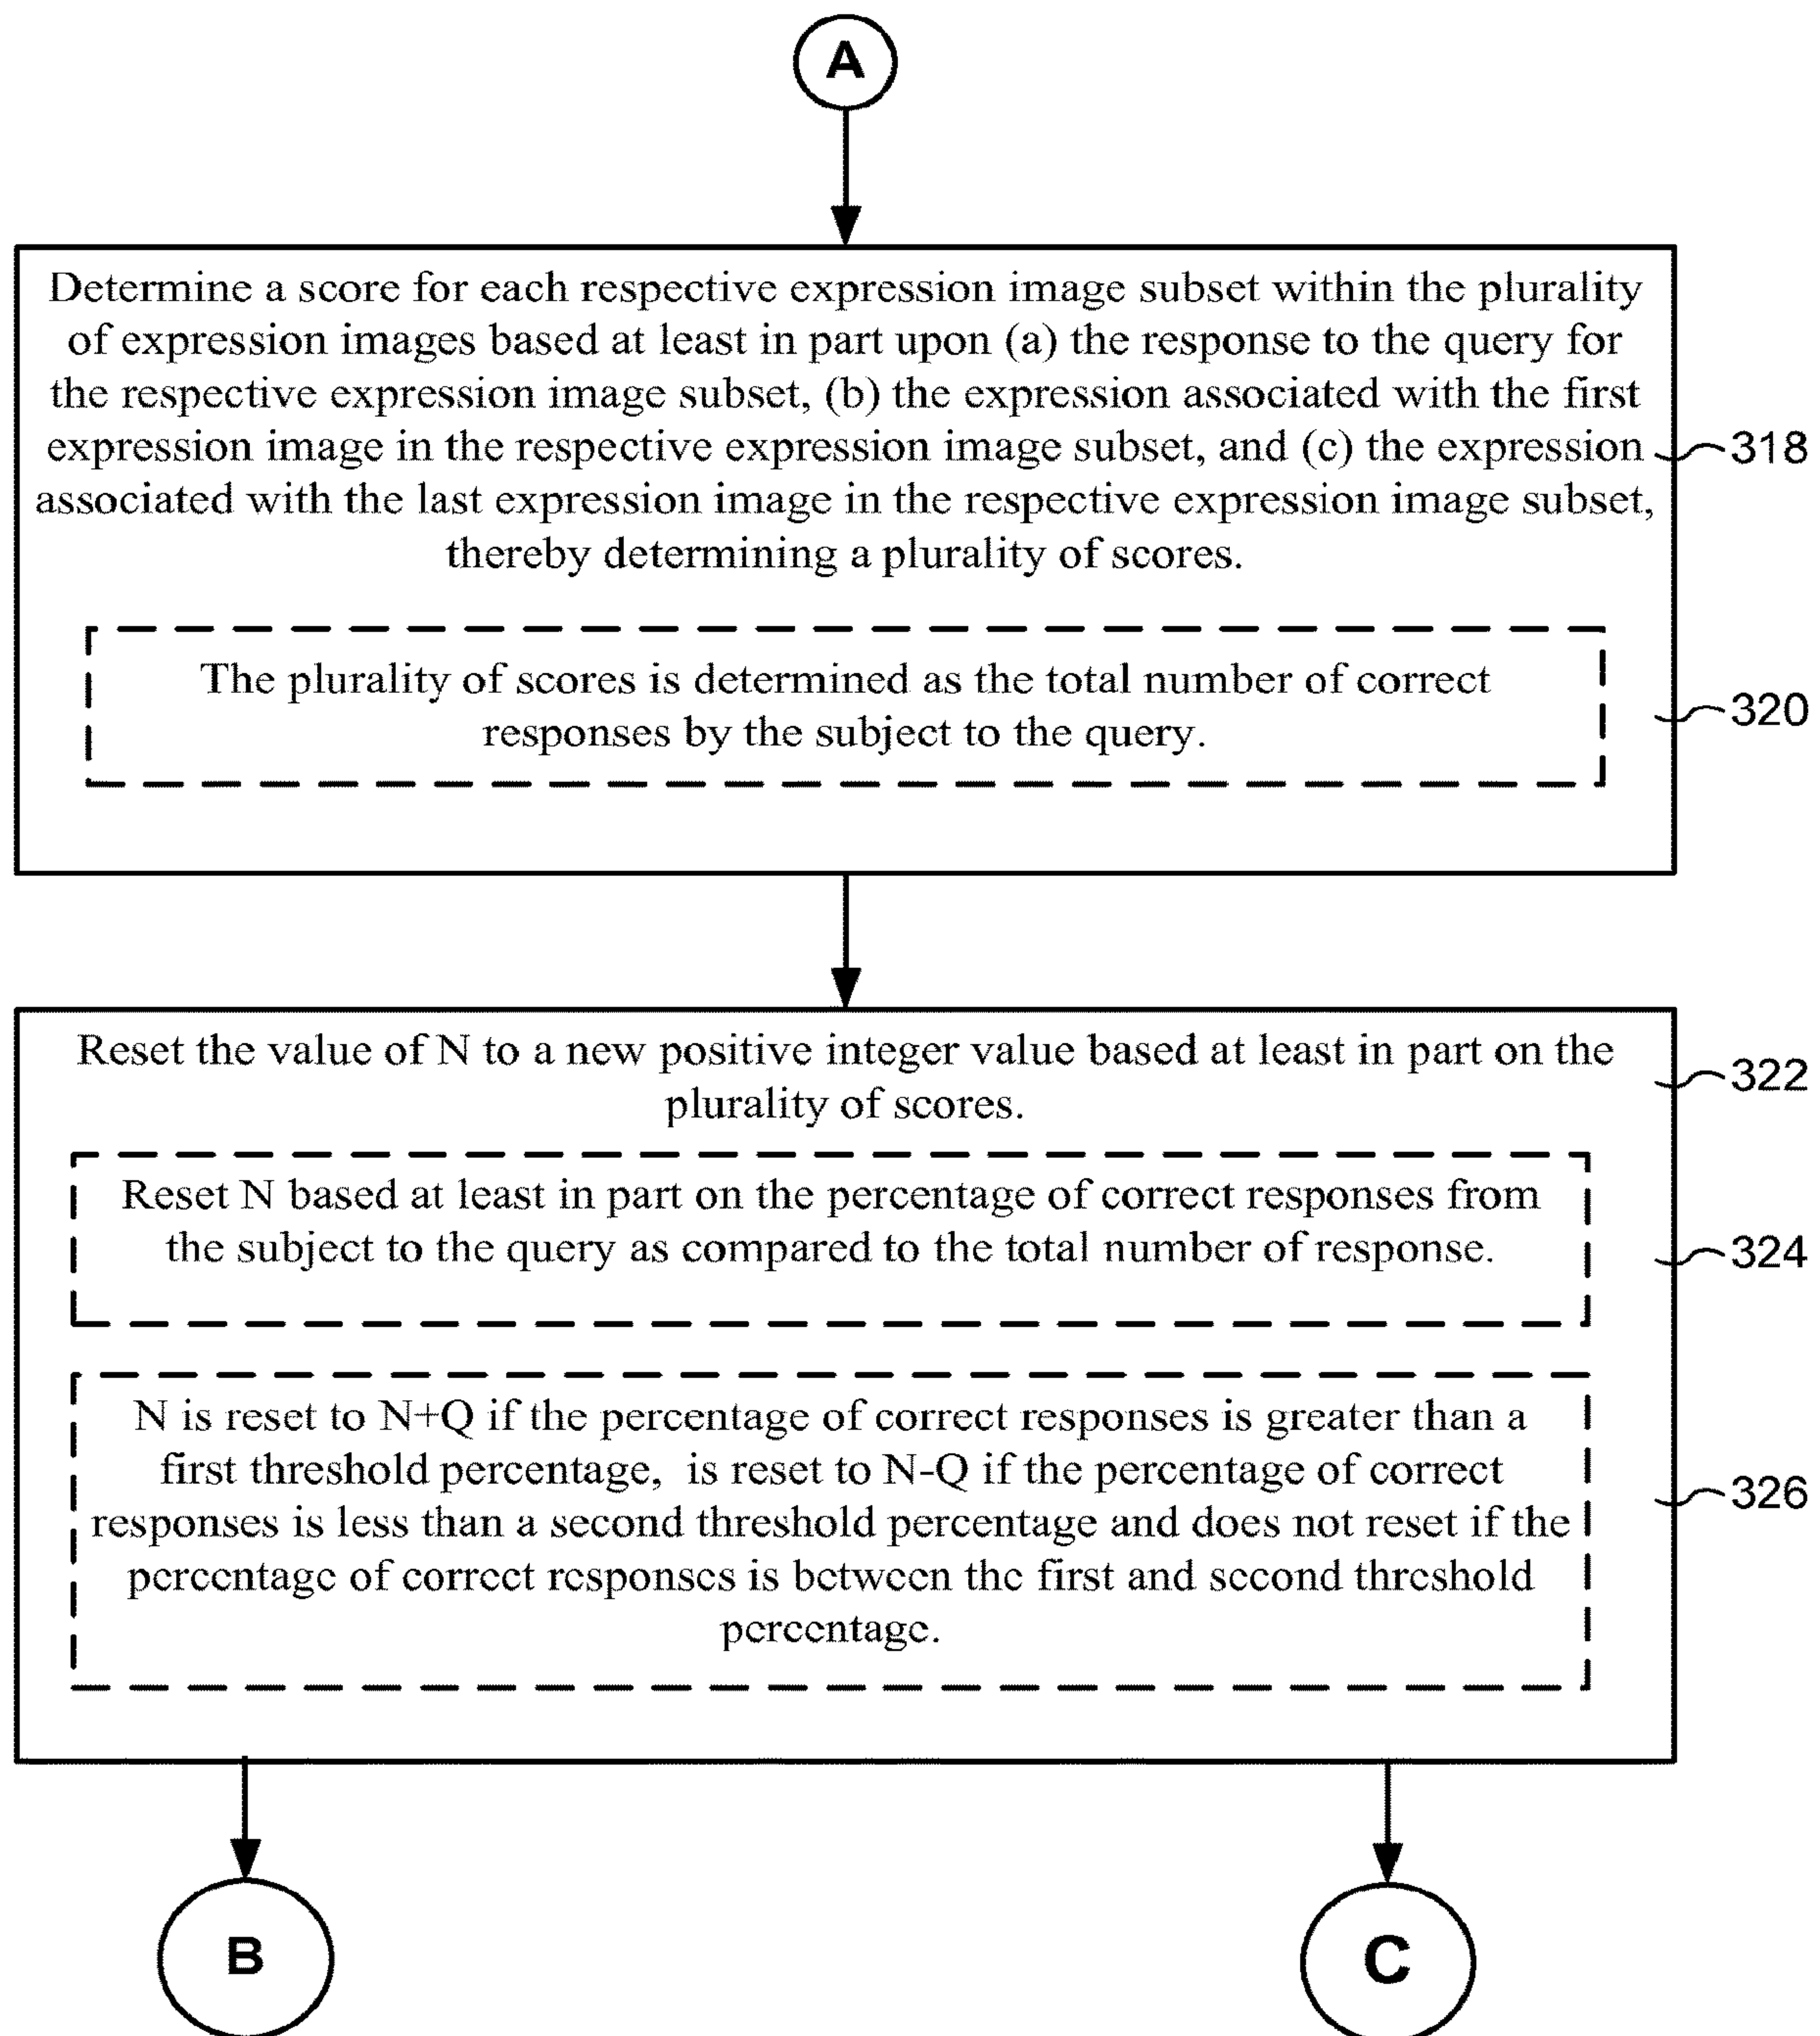 A
Determine a score for each respective expression image subset within the plurality
of expression images based at least in part upon (a) the response to the query for
the respective expression image subset, (b) the expression associated with the first
expression image in the respective expression image subset, and (c) the expression
associated with the last expression image in the respective expression image subset,
thereby determining a plurality of scores.
318
The plurality of scores is determined as the total number of correct
responses by the subject to the query.
320
Reset the value of N to a new positive integer value based at least in part on the
plurality of scores.
322
Reset N based at least in part on the percentage of correct responses from
the subject to the query as compared to the total number of response.
324
N is reset to N+Q if the percentage of correct responses is greater than a
first threshold percentage,  is reset to N-Q if the percentage of correct
responses is less than a second threshold percentage and does not reset if the
percentage of correct responses is between the first and second threshold
percentage.
326
B
C